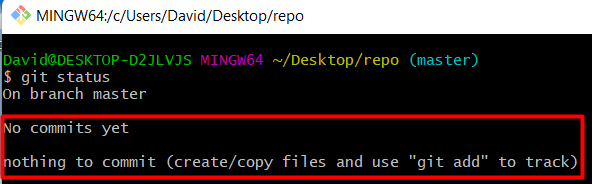 MINGW64:/c/Users/David/Desktop/repo
David@DESKTOP-D2JLVJS MINGW64 ~/Desktop/repo (master)
$ git status
On branch master
No commits yet
nothing to commit (create/copy files and use "git add" to track)